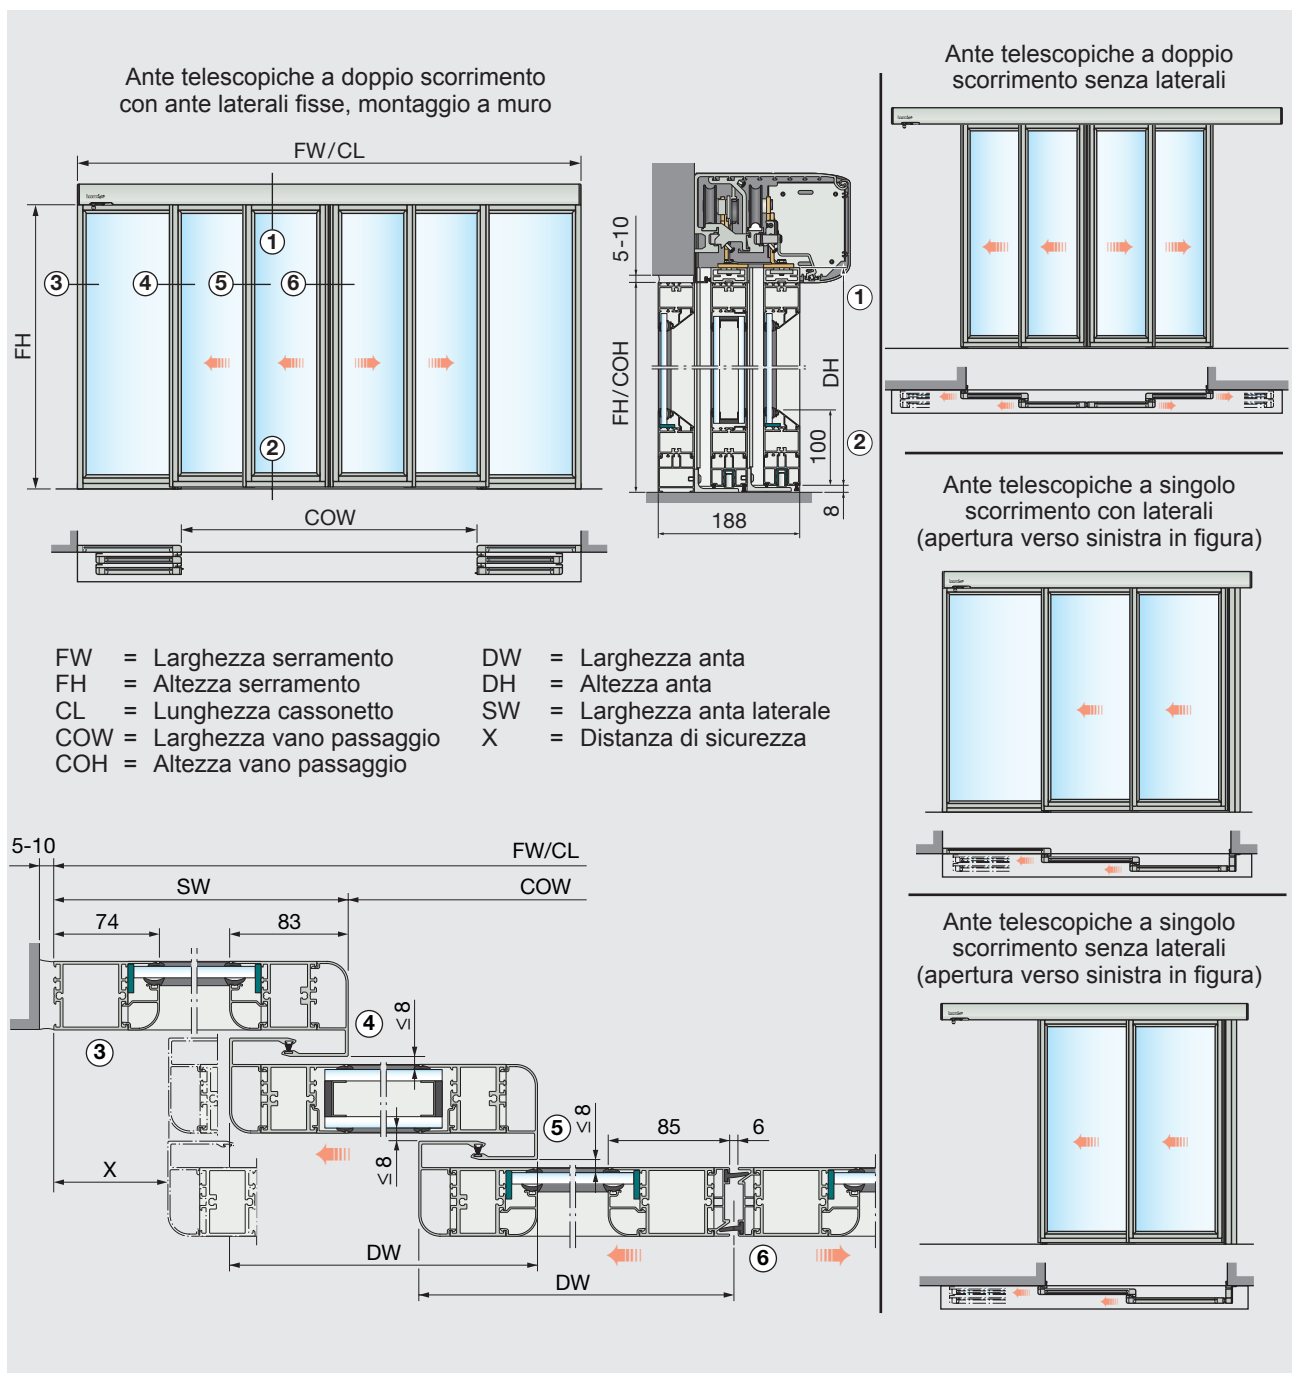 Ante telescopiche a doppio scorrimento
con ante laterali fisse, montaggio a muro
FW/CL
FH
1
3
4
5
6
2
COW
5-10
FH/COH
DH
100
8
188
1
2
Ante telescopiche a doppio
scorrimento senza laterali
Ante telescopiche a singolo
scorrimento con laterali
(apertura verso sinistra in figura)
Ante telescopiche a singolo
scorrimento senza laterali
(apertura verso sinistra in figura)
FW = Larghezza serramento
FH = Altezza serramento
CL = Lunghezza cassonetto
COW = Larghezza vano passaggio
COH = Altezza vano passaggio
DW = Larghezza anta
DH = Altezza anta
SW = Larghezza anta laterale
X = Distanza di sicurezza
5-10
FW/CL
SW
COW
74
83
3
4
≤8
5
≤8
≤8
85
6
X
DW
6
DW